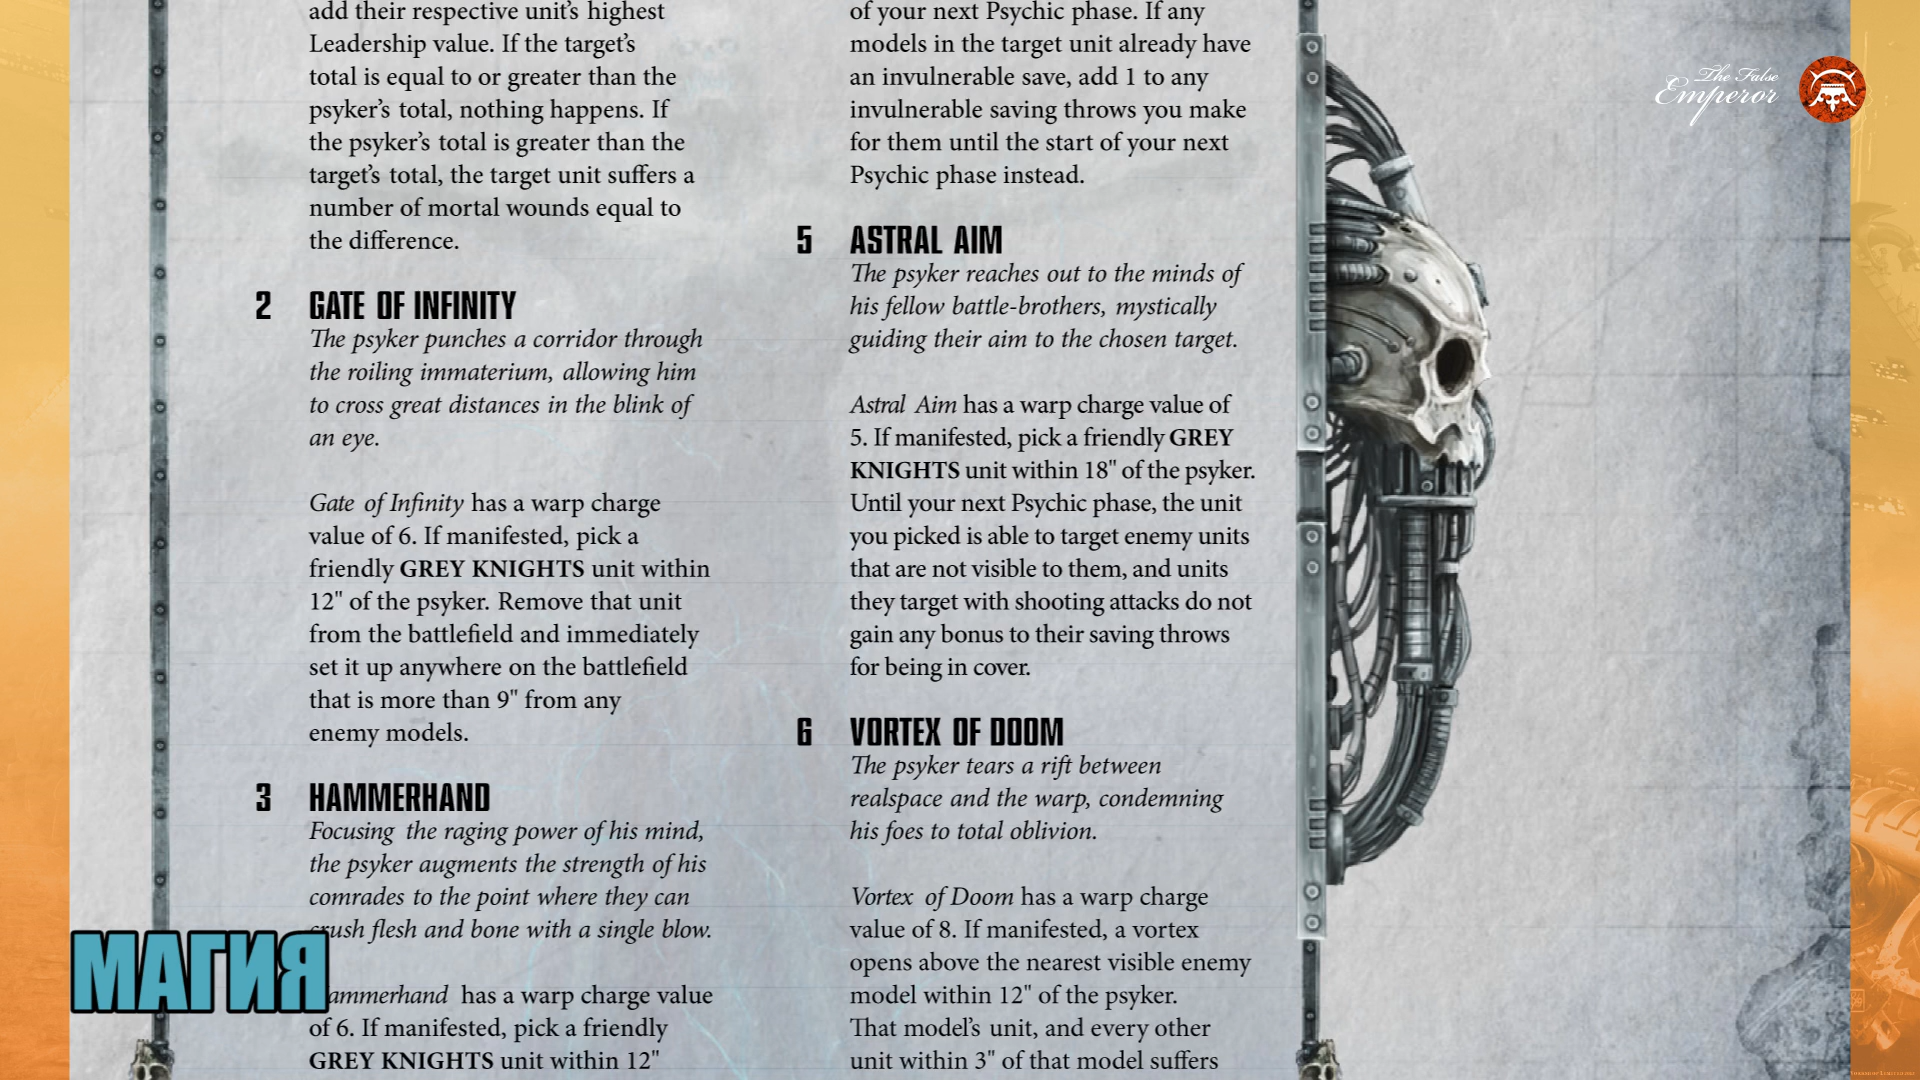 add their respective unit's highest
Leadership value. If the target's
total is equal to or greater than the
psyker's total, nothing happens. If
the psyker's total is greater than the
target's total, the target unit suffers a
number of mortal wounds equal to
the difference.
2 GATE OF INFINITY
The psyker punches a corridor through
the roiling immaterium, allowing him
to cross great distances in the blink of
an eye.
Gate of Infinity has a warp charge
value of 6. If manifested, pick a
friendly GREY KNIGHTS unit within
12" of the psyker. Remove that unit
from the battlefield and immediately
set it up anywhere on the battlefield
that is more than 9" from any
enemy models.
3 HAMMERHAND
Focusing the raging power of his mind,
the psyker augments the strength of his
comrades to the point where they can
crush flesh and bone with a single blow.
ammerhand has a warp charge value
of 6. If manifested, pick a friendly
GREY KNIGHTS unit within 12"
of your next Psychic phase. If any
models in the target unit already have
an invulnerable save, add 1 to any
invulnerable saving throws you make
for them until the start of your next
Psychic phase instead.
5 ASTRAL AIM
The psyker reaches out to the minds of
his fellow battle-brothers, mystically
guiding their aim to the chosen target.
Astral Aim has a warp charge value of
5. If manifested, pick a friendly GREY
KNIGHTS unit within 18" of the psyker.
Until your next Psychic phase, the unit
you picked is able to target enemy units
that are not visible to them, and units
they target with shooting attacks do not
gain any bonus to their saving throws
for being in cover.
6 VORTEX OF DOOM
The psyker tears a rift between
realspace and the warp, condemning
his foes to total oblivion.
Vortex of Doom has a warp charge
value of 8. If manifested, a vortex
opens above the nearest visible enemy
model within 12" of the psyker.
That model's unit, and every other
unit within 3" of that model suffers
The False
Emperor
МАГИЯ